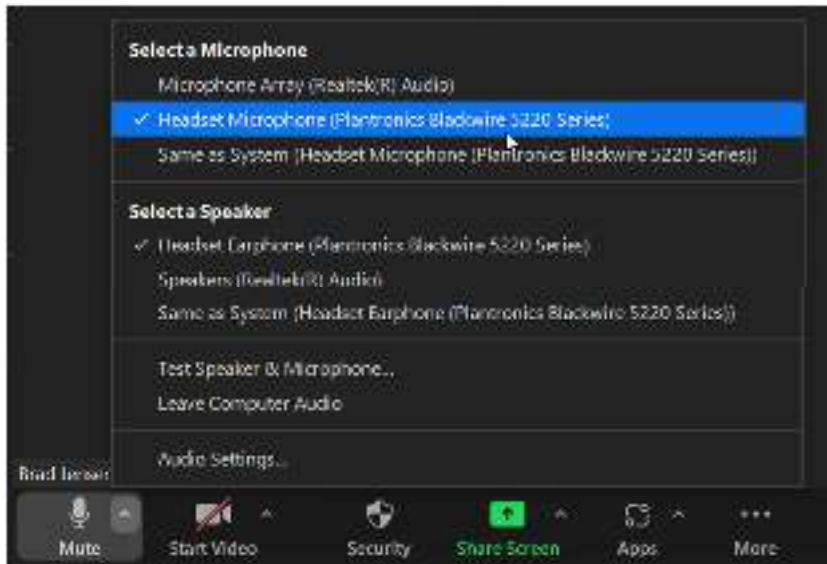 Select a Microphone
Microphone Array (Realtek(R) Audio)
✓ Headset Microphone (Plantronics Blackwire 5220 Series)
Same as System (Headset Microphone (Plantronics Blackwire 5220 Series))
Select a Speaker
✓ Headset Earphone (Plantronics Blackwire 5220 Series)
Speakers (Realtek(R) Audio)
Same as System (Headset Earphone (Plantronics Blackwire 5220 Series))
Test Speaker & Microphone...
Leave Computer Audio
Audio Settings...
Brad Jensen
Mute Start Video Security Share Screen Apps More